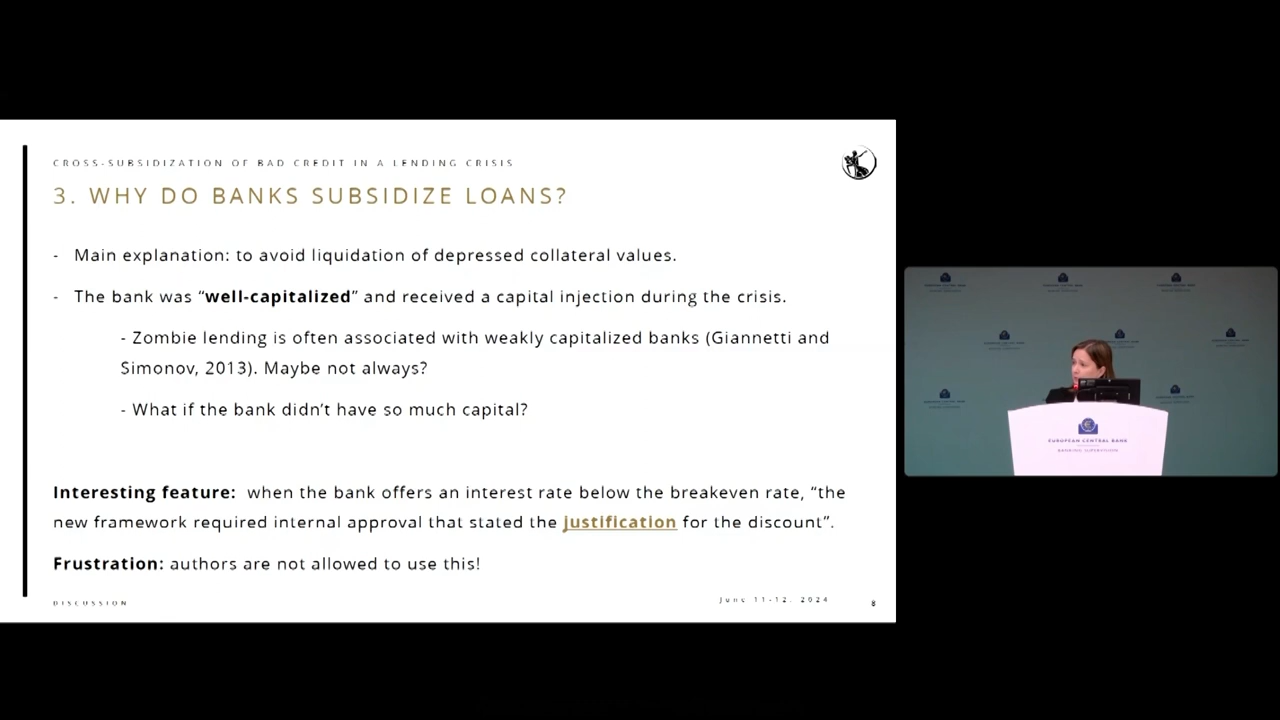 CROSS-SUBSIDIZATION OF BAD CREDIT IN A LENDING CRISIS
3. WHY DO BANKS SUBSIDIZE LOANS?
- Main explanation: to avoid liquidation of depressed collateral values.
- The bank was “well-capitalized” and received a capital injection during the crisis.
- Zombie lending is often associated with weakly capitalized banks (Giannetti and
Simonov, 2013). Maybe not always?
- What if the bank didn’t have so much capital?
Interesting feature: when the bank offers an interest rate below the breakeven rate, “the
new framework required internal approval that stated the justification for the discount”.
Frustration: authors are not allowed to use this!
DISCUSSION
June 11-12, 2024
8
EUROPEAN CENTRAL BANK
BANKING SUPERVISION